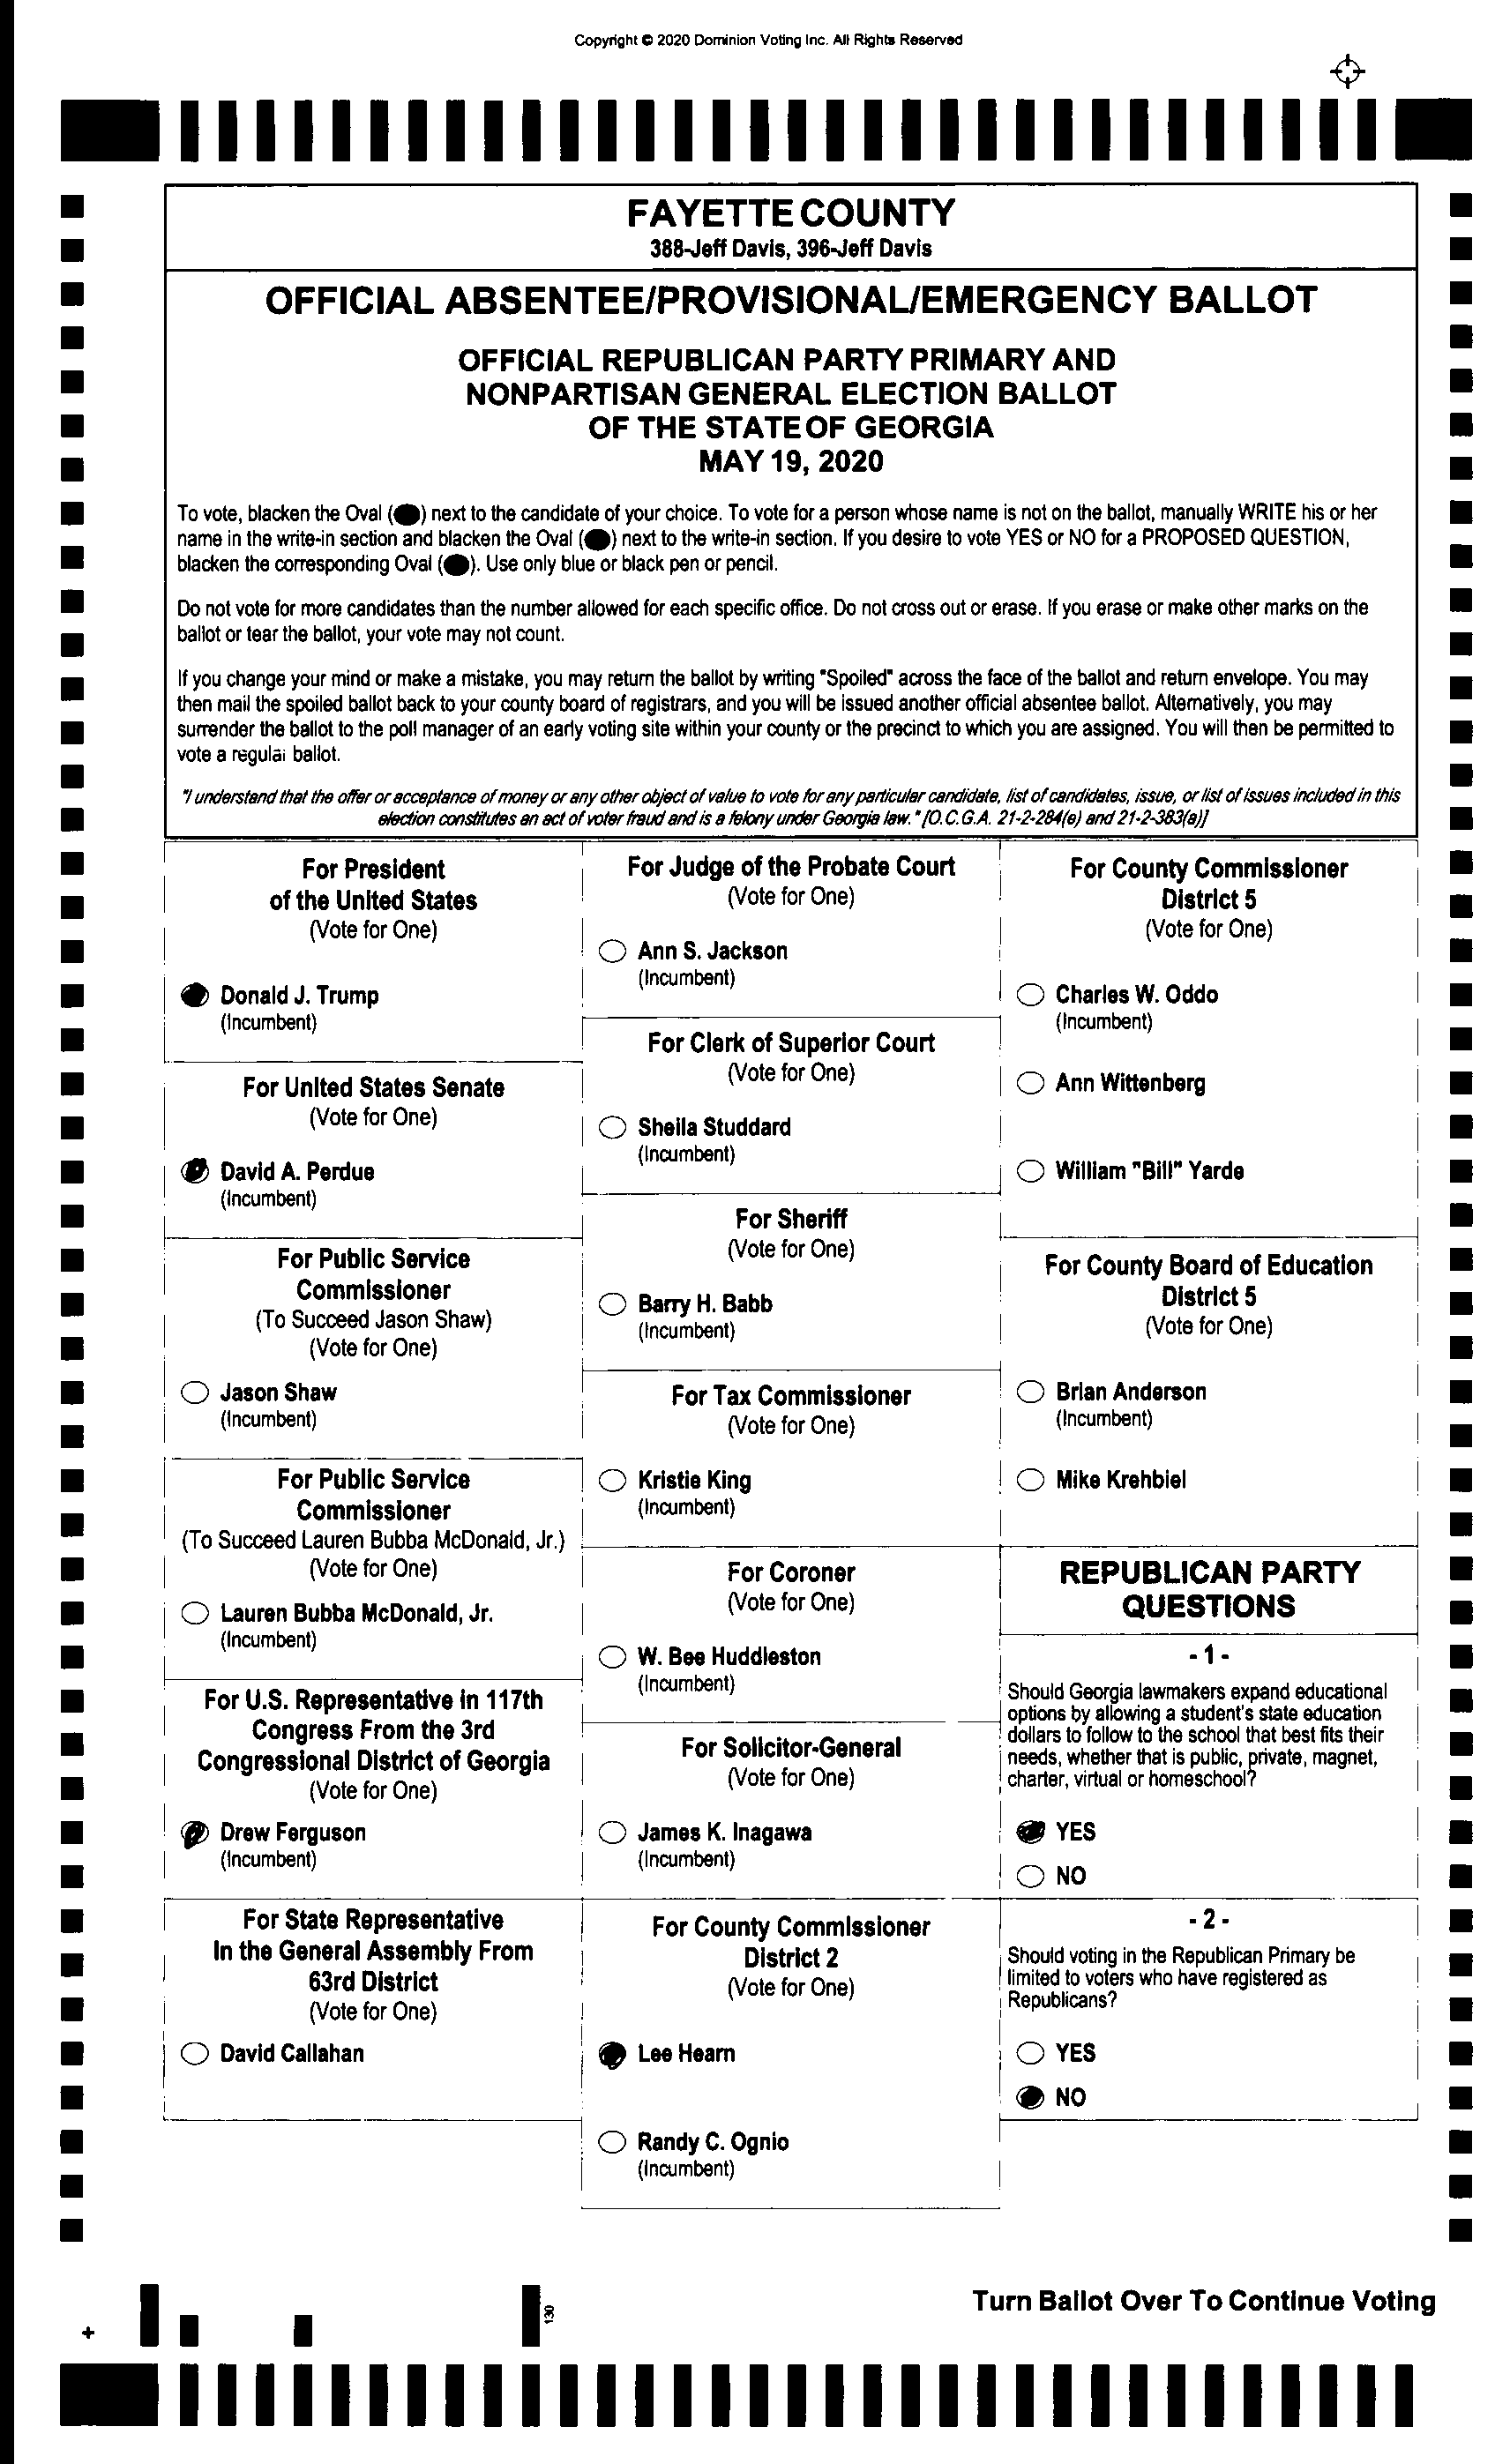 Copyright © 2020 Dominion Voting Inc. All Rights Reserved
FAYETTE COUNTY
388-Jeff Davis, 396-Jeff Davis
OFFICIAL ABSENTEE/PROVISIONAL/EMERGENCY BALLOT
OFFICIAL REPUBLICAN PARTY PRIMARY AND
NONPARTISAN GENERAL ELECTION BALLOT
OF THE STATE OF GEORGIA
MAY 19, 2020
To vote, blacken the Oval ( ) next to the candidate of your choice. To vote for a person whose name is not on the ballot, manually WRITE his or her
name in the write-in section and blacken the Oval ( ) next to the write-in section. If you desire to vote YES or NO for a PROPOSED QUESTION,
blacken the corresponding Oval ( ). Use only blue or black pen or pencil.
Do not vote for more candidates than the number allowed for each specific office. Do not cross out or erase. If you erase or make other marks on the
ballot or tear the ballot, your vote may not count.
If you change your mind or make a mistake, you may return the ballot by writing "Spoiled" across the face of the ballot and return envelope. You may
then mail the spoiled ballot back to your county board of registrars, and you will be issued another official absentee ballot. Alternatively, you may
surrender the ballot to the poll manager of an early voting site within your county or the precinct to which you are assigned. You will then be permitted to
vote a regular ballot.
"I understand that the offer or acceptance of money or any other object of value to vote for any particular candidate, list of candidates, issue, or list of issues included in this
election constitutes an act of voter fraud and is a felony under Georgia law." [O.C.G.A. 21-2-284(e) and 21-2-383(a)]
For President
of the United States
(Vote for One)
Donald J. Trump
(Incumbent)
For United States Senate
(Vote for One)
David A. Perdue
(Incumbent)
For Public Service
Commissioner
(To Succeed Jason Shaw)
(Vote for One)
Jason Shaw
(Incumbent)
For Public Service
Commissioner
(To Succeed Lauren Bubba McDonald, Jr.)
(Vote for One)
Lauren Bubba McDonald, Jr.
(Incumbent)
For U.S. Representative in 117th
Congress From the 3rd
Congressional District of Georgia
(Vote for One)
Drew Ferguson
(Incumbent)
For State Representative
In the General Assembly From
63rd District
(Vote for One)
David Callahan
For Judge of the Probate Court
(Vote for One)
Ann S. Jackson
(Incumbent)
For Clerk of Superior Court
(Vote for One)
Sheila Studdard
(Incumbent)
For Sheriff
(Vote for One)
Barry H. Babb
(Incumbent)
For Tax Commissioner
(Vote for One)
Kristie King
(Incumbent)
For Coroner
(Vote for One)
W. Bee Huddleston
(Incumbent)
For Solicitor-General
(Vote for One)
James K. Inagawa
(Incumbent)
For County Commissioner
District 2
(Vote for One)
Lee Hearn
Randy C. Ognio
(Incumbent)
For County Commissioner
District 5
(Vote for One)
Charles W. Oddo
(Incumbent)
Ann Wittenberg
William "Bill" Yarde
For County Board of Education
District 5
(Vote for One)
Brian Anderson
(Incumbent)
Mike Krehbiel
REPUBLICAN PARTY
QUESTIONS
- 1 -
Should Georgia lawmakers expand educational
options by allowing a student's state education
dollars to follow to the school that best fits their
needs, whether that is public, private, magnet,
charter, virtual or homeschool?
YES
NO
- 2 -
Should voting in the Republican Primary be
limited to voters who have registered as
Republicans?
YES
NO
130
Turn Ballot Over To Continue Voting